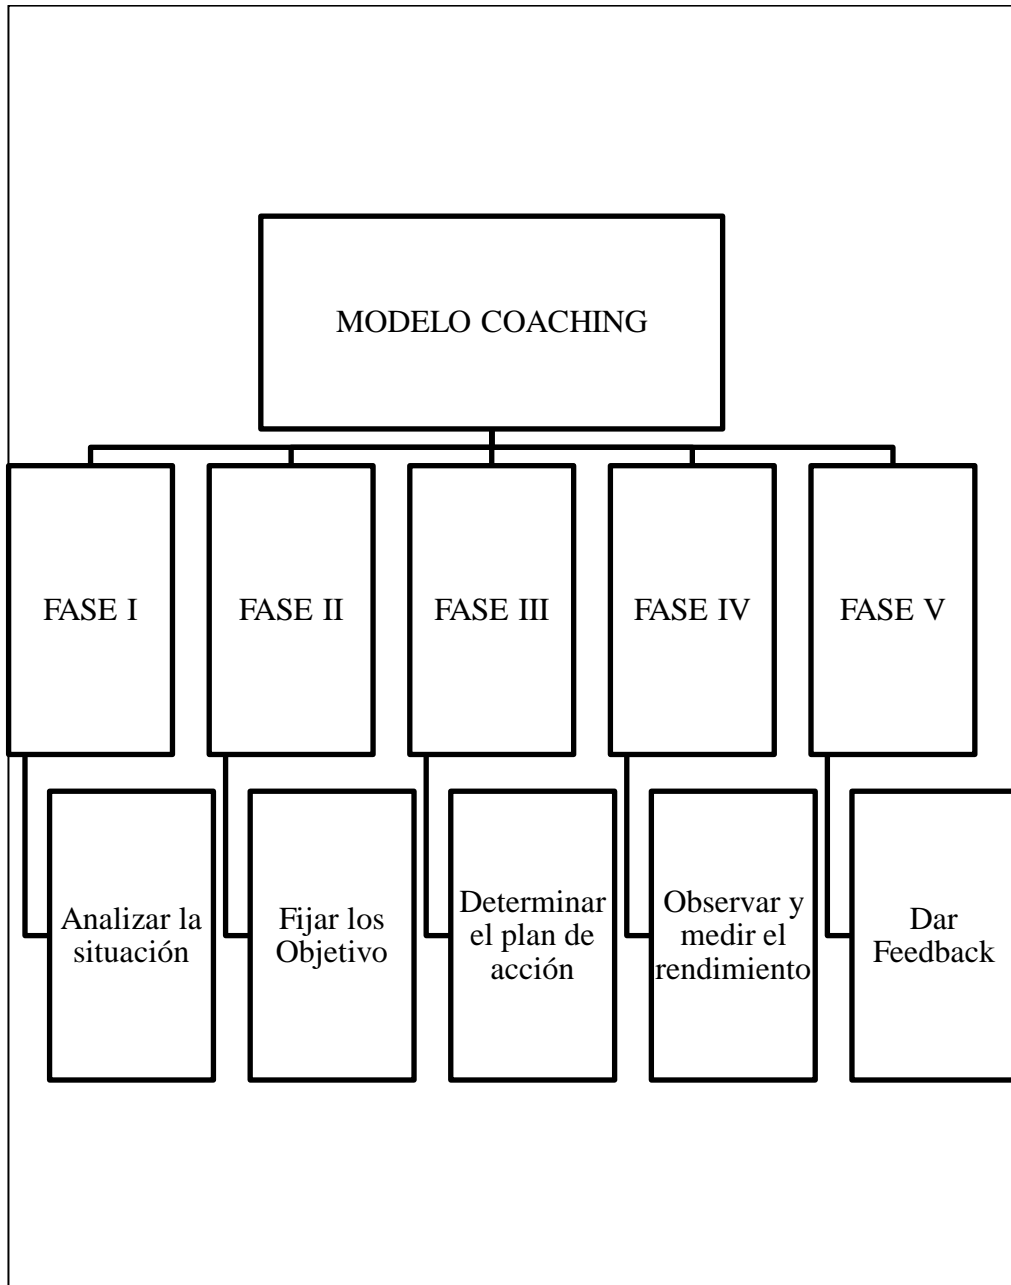 MODELO COACHING
FASE I
FASE II
FASE III
FASE IV
FASE V
Analizar la
situación
Fijar los
Objetivo
Determinar
el plan de
acción
Observar y
medir el
rendimiento
Dar
Feedback